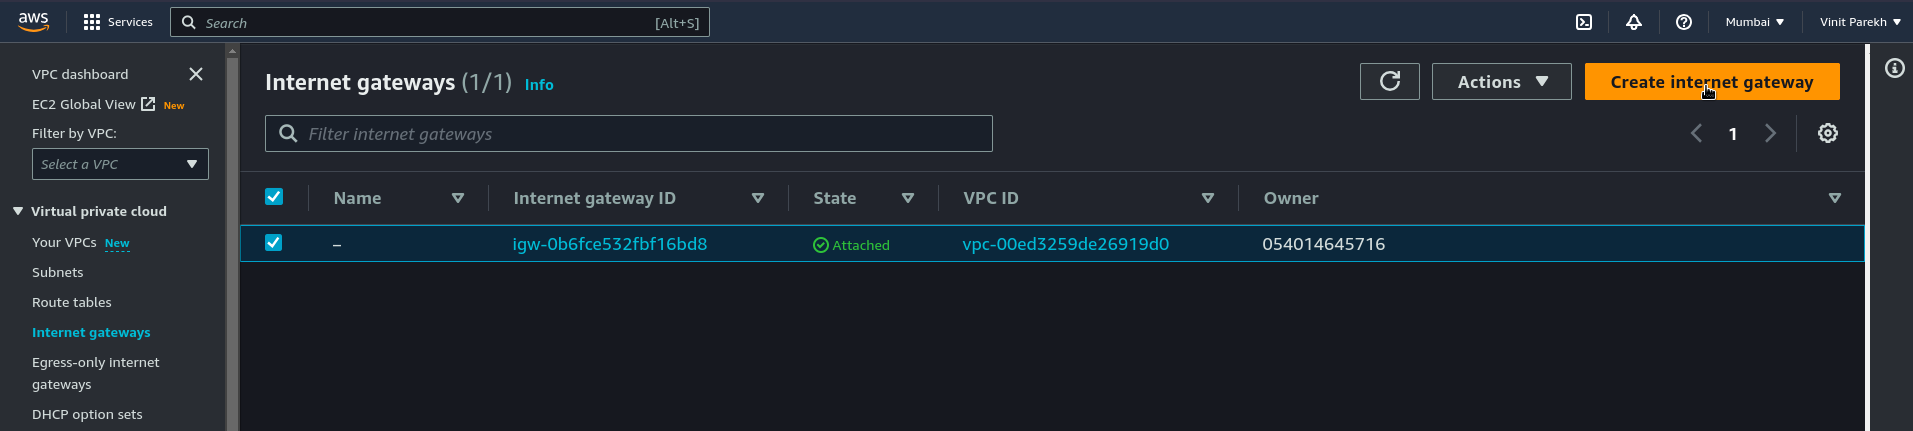 aws Services Search [Alt+S] Mumbai Vinit Parekh
VPC dashboard
EC2 Global View New
Filter by VPC:
Select a VPC
Virtual private cloud
Your VPCs New
Subnets
Route tables
Internet gateways
Egress-only internet
gateways
DHCP option sets
Internet gateways (1/1) Info Actions Create internet gateway
Filter internet gateways 1
Name Internet gateway ID State VPC ID Owner
– igw-0b6fce532fbf16bd8 Attached vpc-00ed3259de26919d0 054014645716